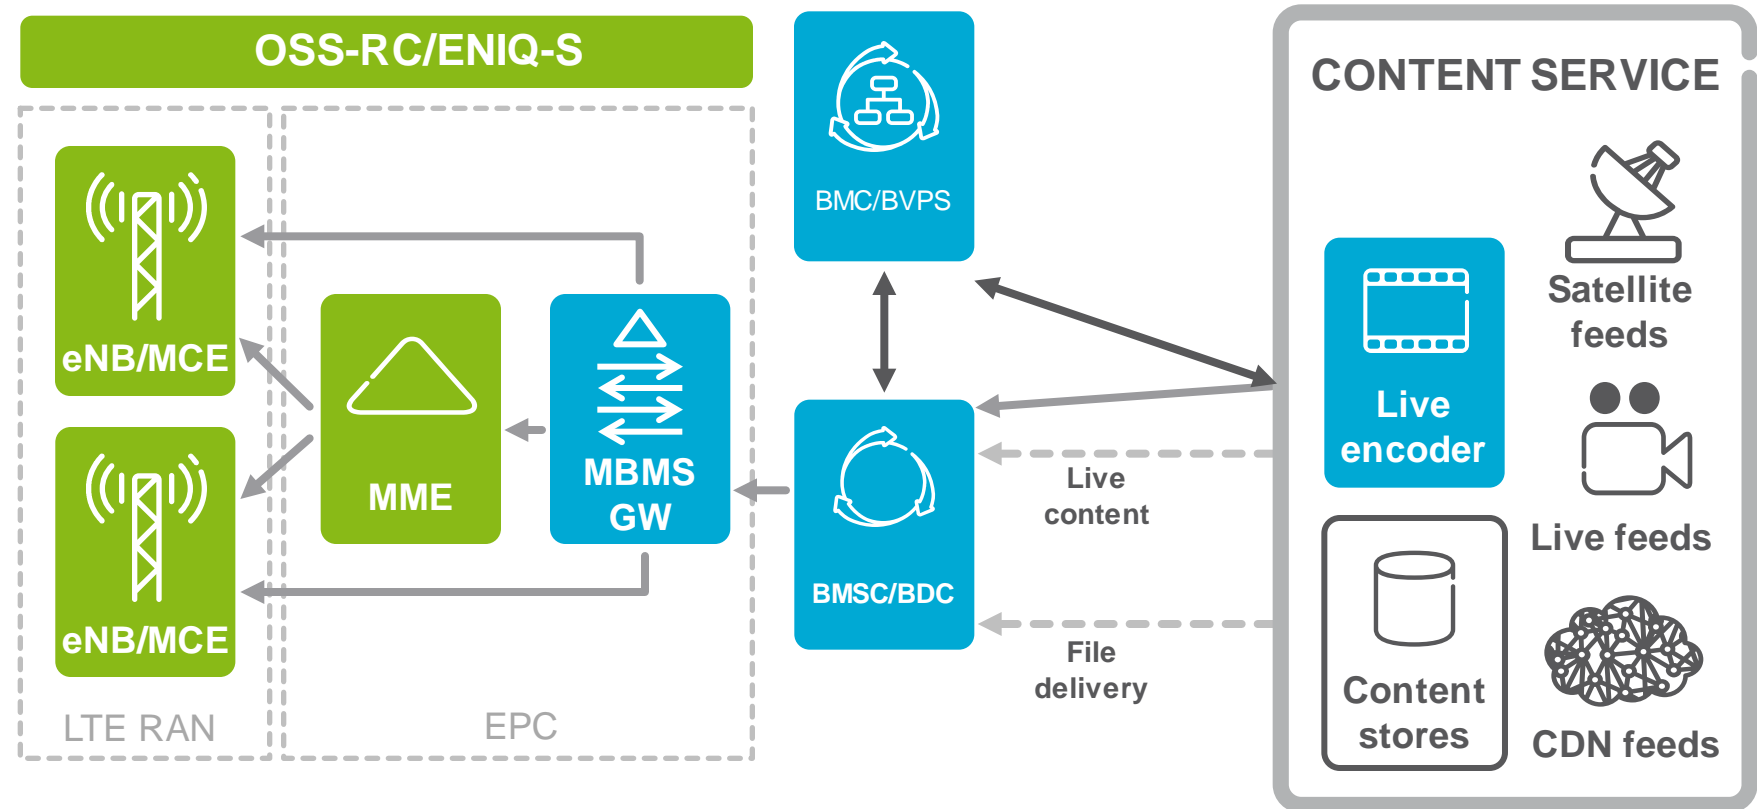 OSS-RC/ENIQ-S
eNB/MCE
eNB/MCE
LTE RAN
MME
MBMS
GW
EPC
BMC/BVPS
BMSC/BDC
Live
content
File
delivery
CONTENT SERVICE
Satellite
feeds
Live
encoder
Live feeds
Content
stores
CDN feeds